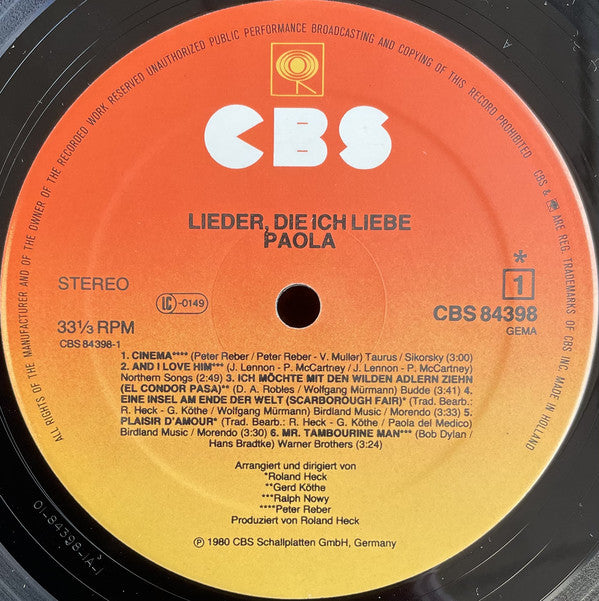 ALL RIGHTS OF THE MANUFACTURER AND OF THE OWNER OF THE RECORDED WORK RESERVED UNAUTHORIZED PUBLIC PERFORMANCE BROADCASTING AND COPYING OF THIS RECORD PROHIBITED. CBS & ARE REG. TRADEMARKS OF CBS INC. MADE IN HOLLAND
CBS
LIEDER, DIE ICH LIEBE
PAOLA
STEREO
LC -0149
* 1
33⅓ RPM
CBS 84398
CBS 84398-1
GEMA
1. CINEMA**** (Peter Reber / Peter Reber - V. Muller) Taurus / Sikorsky (3:00)
2. AND I LOVE HIM*** (J. Lennon - P. McCartney / J. Lennon - P. McCartney)
Northern Songs (2:49) 3. ICH MÖCHTE MIT DEN WILDEN ADLERN ZIEHN
(EL CONDOR PASA)** (D. A. Robles / Wolfgang Mürmann) Budde (3:41) 4.
EINE INSEL AM ENDE DER WELT (SCARBOROUGH FAIR)* (Trad. Bearb.:
R. Heck - G. Köthe / Wolfgang Mürmann) Birdland Music / Morendo (3:33) 5.
PLAISIR D'AMOUR* (Trad. Bearb.: R. Heck - G. Köthe / Paola del Medico)
Birdland Music / Morendo (2:30) 6. MR. TAMBOURINE MAN*** (Bob Dylan /
Hans Bradtke) Warner Brothers (3:24)
Arrangiert und dirigiert von
*Roland Heck
**Gerd Köthe
***Ralph Nowy
****Peter Reber
Produziert von Roland Heck
℗ 1980 CBS Schallplatten GmbH, Germany
01-84398-1A-1
A